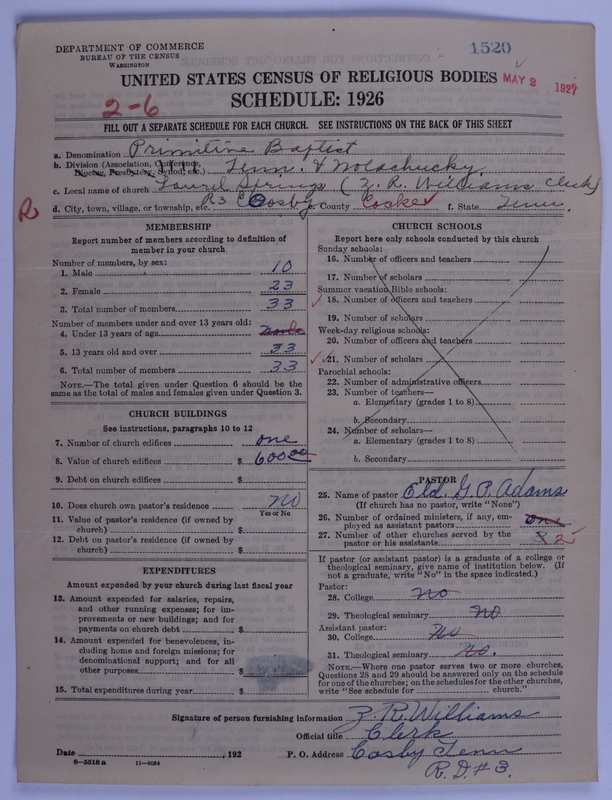 DEPARTMENT OF COMMERCE
BUREAU OF THE CENSUS
WASHINGTON
1520
UNITED STATES CENSUS OF RELIGIOUS BODIES
MAY 2 1927
SCHEDULE: 1926
2-6
FILL OUT A SEPARATE SCHEDULE FOR EACH CHURCH. SEE INSTRUCTIONS ON THE BACK OF THIS SHEET
a. Denomination Primitive Baptist
b. Division (Association, Conference, Diocese, Presbytery, Synod, etc.) Tenn. & Nolachucky.
c. Local name of church Laurel Springs (Z. R. Williams Clerk)
R d. City, town, village, or township, etc. R 3 Cosby e. County Cocke f. State Tenn.
MEMBERSHIP
Report number of members according to definition of
member in your church
Number of members, by sex:
1. Male 10
2. Female 23
3. Total number of members 33
Number of members under and over 13 years old:
4. Under 13 years of age none
5. 13 years old and over 33
6. Total number of members 33
NOTE.—The total given under Question 6 should be the
same as the total of males and females given under Question 3.
CHURCH BUILDINGS
See instructions, paragraphs 10 to 12
7. Number of church edifices one
8. Value of church edifices $ 600 00
9. Debt on church edifices $
10. Does church own pastor's residence no
Yes or No
11. Value of pastor's residence (if owned by
church) $
12. Debt on pastor's residence (if owned by
church) $
EXPENDITURES
Amount expended by your church during last fiscal year
13. Amount expended for salaries, repairs,
and other running expenses; for im-
provements or new buildings; and for
payments on church debt $
14. Amount expended for benevolences, in-
cluding home and foreign missions; for
denominational support; and for all
other purposes $
15. Total expenditures during year $
CHURCH SCHOOLS
Report here only schools conducted by this church
Sunday schools:
16. Number of officers and teachers
17. Number of scholars
Summer vacation Bible schools:
18. Number of officers and teachers
19. Number of scholars
Week-day religious schools:
20. Number of officers and teachers
21. Number of scholars
Parochial schools:
22. Number of administrative officers
23. Number of teachers—
a. Elementary (grades 1 to 8)
b. Secondary
24. Number of scholars—
a. Elementary (grades 1 to 8)
b. Secondary
PASTOR
25. Name of pastor Eld. G. P. Adams
(If church has no pastor, write "None")
26. Number of ordained ministers, if any, em-
ployed as assistant pastors one
27. Number of other churches served by the
pastor or his assistants 2
If pastor (or assistant pastor) is a graduate of a college or
theological seminary, give name of institution below. (If
not a graduate, write "No" in the space indicated.)
Pastor:
28. College no
29. Theological seminary no
Assistant pastor:
30. College no
31. Theological seminary no.
NOTE.—Where one pastor serves two or more churches,
Questions 28 and 29 should be answered only on the schedule
for one of the churches; on the schedules for the other churches,
write "See schedule for church."
Signature of person furnishing information Z. R. Williams
Official title Clerk
Date , 192 P. O. Address Cosby Tenn
R.D. # 3.
8—5518 a 11—9084